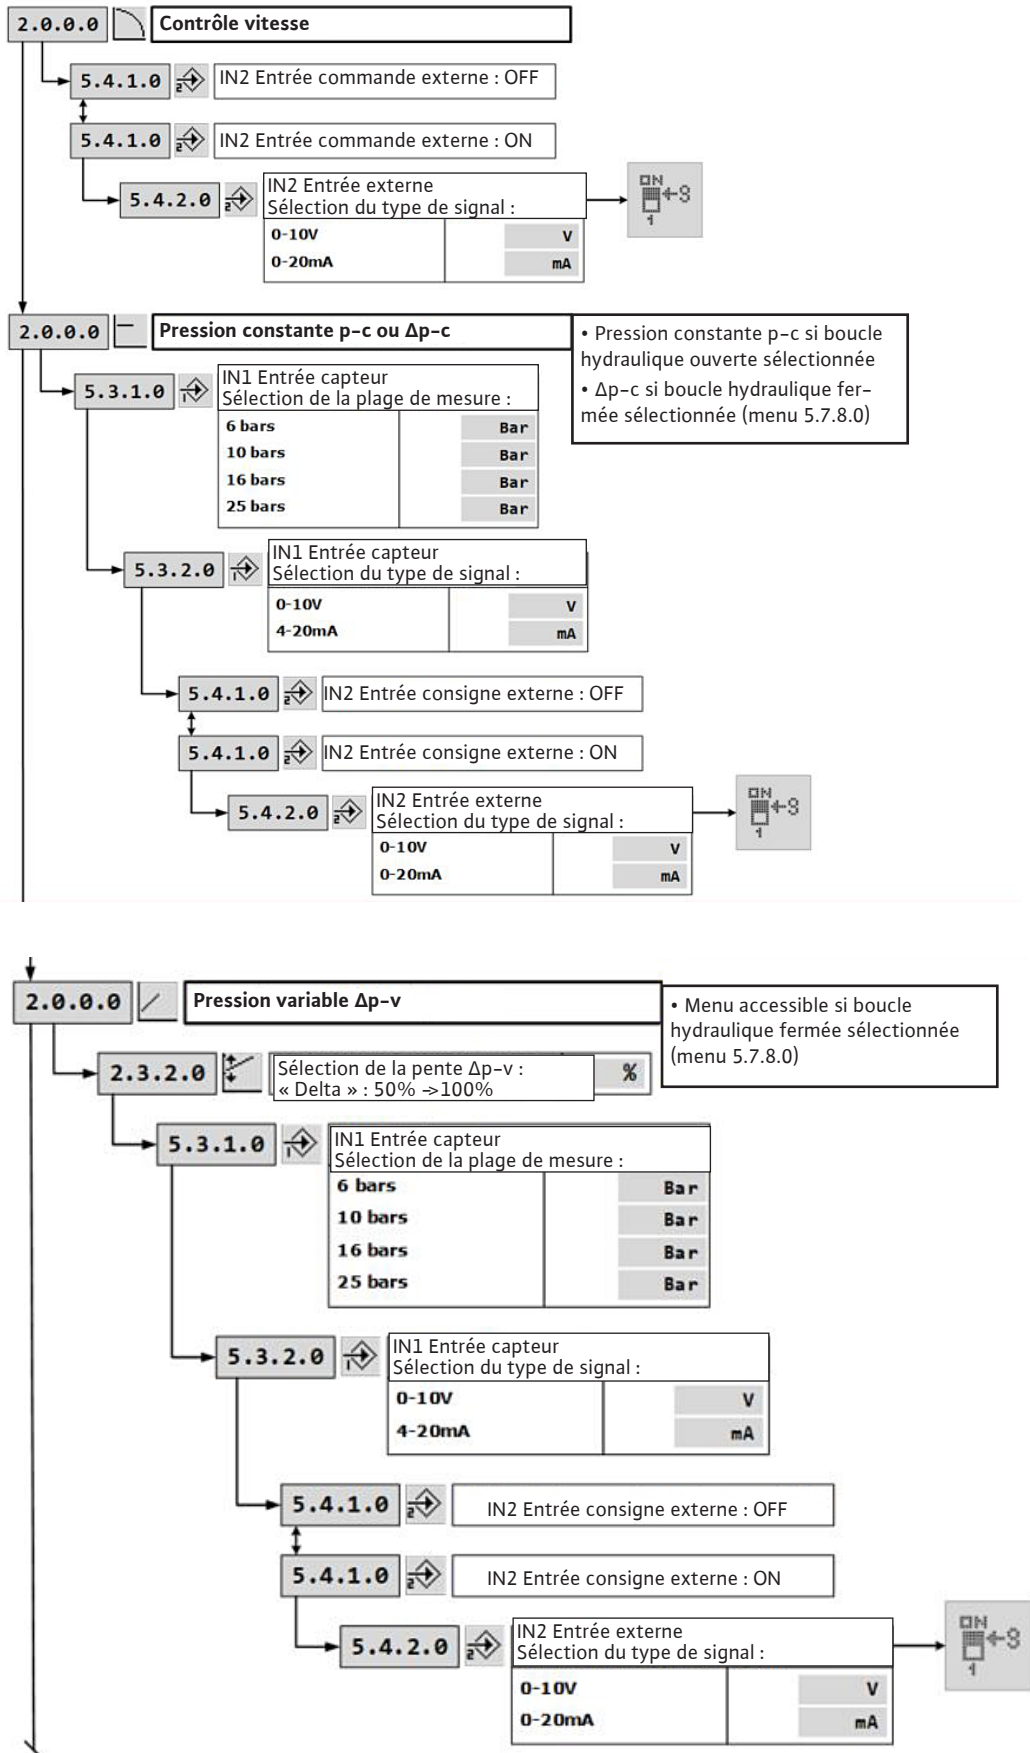 2.0.0.0 Contrôle vitesse
5.4.1.0 2 IN2 Entrée commande externe : OFF
5.4.1.0 2 IN2 Entrée commande externe : ON
5.4.2.0 2 IN2 Entrée externe
Sélection du type de signal :
0-10V V
0-20mA mA
ON
1
2.0.0.0 Pression constante p-c ou Δp-c
• Pression constante p-c si boucle
hydraulique ouverte sélectionnée
• Δp-c si boucle hydraulique fer-
mée sélectionnée (menu 5.7.8.0)
5.3.1.0 1 IN1 Entrée capteur
Sélection de la plage de mesure :
6 bars Bar
10 bars Bar
16 bars Bar
25 bars Bar
5.3.2.0 1 IN1 Entrée capteur
Sélection du type de signal :
0-10V V
4-20mA mA
5.4.1.0 2 IN2 Entrée consigne externe : OFF
5.4.1.0 2 IN2 Entrée consigne externe : ON
5.4.2.0 2 IN2 Entrée externe
Sélection du type de signal :
0-10V V
0-20mA mA
ON
1
2.0.0.0 Pression variable Δp-v
• Menu accessible si boucle
hydraulique fermée sélectionnée
(menu 5.7.8.0)
2.3.2.0 Sélection de la pente Δp-v : %
« Delta » : 50% ->100%
5.3.1.0 1 IN1 Entrée capteur
Sélection de la plage de mesure :
6 bars Bar
10 bars Bar
16 bars Bar
25 bars Bar
5.3.2.0 1 IN1 Entrée capteur
Sélection du type de signal :
0-10V V
4-20mA mA
5.4.1.0 2 IN2 Entrée consigne externe : OFF
5.4.1.0 2 IN2 Entrée consigne externe : ON
5.4.2.0 2 IN2 Entrée externe
Sélection du type de signal :
0-10V V
0-20mA mA
ON
1